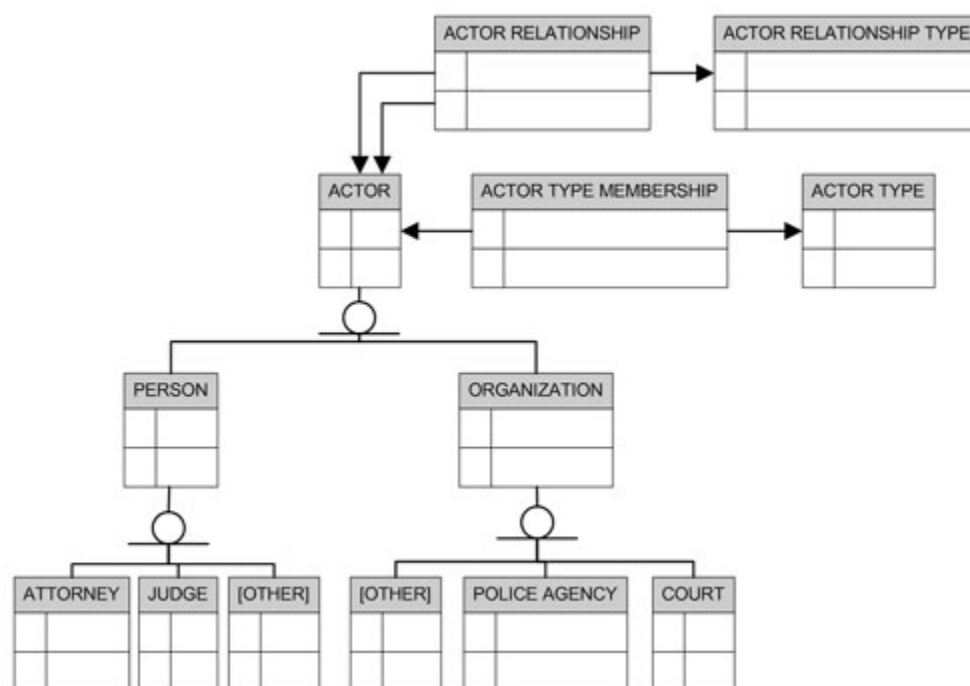 ACTOR RELATIONSHIP
ACTOR RELATIONSHIP TYPE
ACTOR
ACTOR TYPE MEMBERSHIP
ACTOR TYPE
PERSON
ORGANIZATION
ATTORNEY
JUDGE
[OTHER]
[OTHER]
POLICE AGENCY
COURT